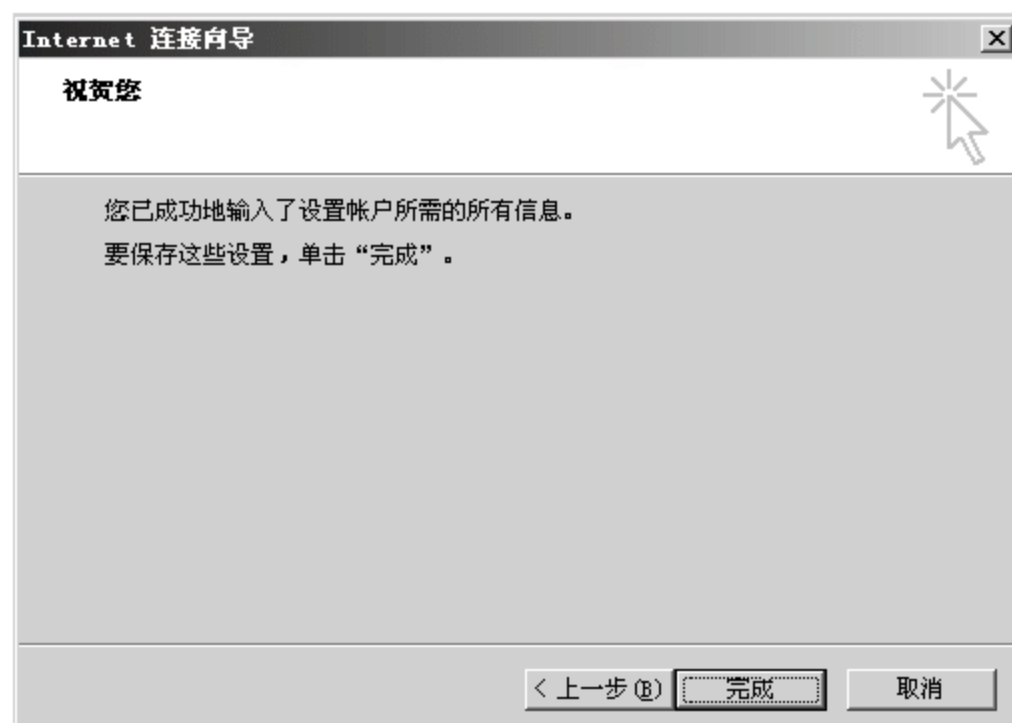 Internet 连接向导
祝贺您
您已成功地输入了设置帐户所需的所有信息。
要保存这些设置，单击“完成”。
< 上一步(B)
完成
取消